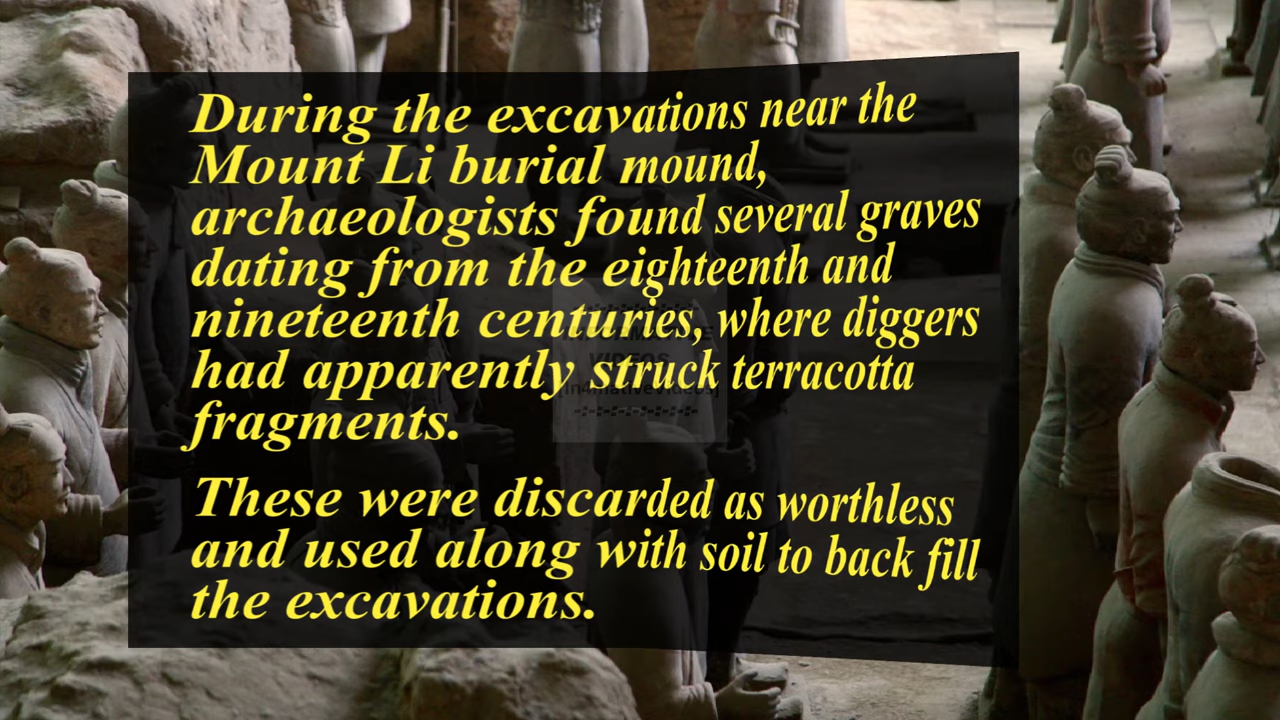 During the excavations near the
Mount Li burial mound,
archaeologists found several graves
dating from the eighteenth and
nineteenth centuries, where diggers
had apparently struck terracotta
fragments.
VIDEOS
These were discarded as worthless
and used along with soil to back fill
the excavations.